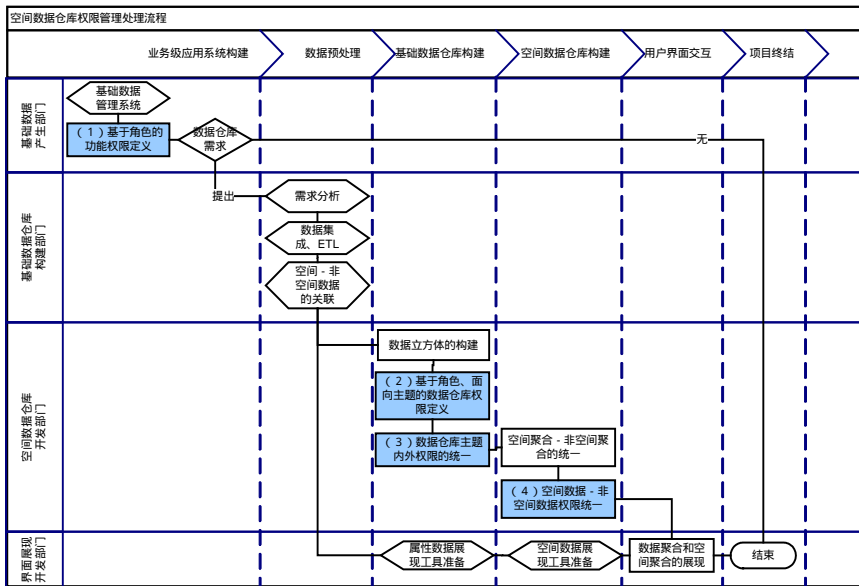 空间数据仓库权限管理处理流程
业务级应用系统构建
数据预处理
基础数据仓库构建
空间数据仓库构建
用户界面交互
项目终结
基础数据
产生部门
基础数据
管理系统
（1）基于角色的
功能权限定义
数据仓库
需求
无
提出
基础数据仓库
构建部门
需求分析
数据集
成、ETL
空间-非
空间数据
的关联
空间数据仓库
开发部门
数据立方体的构建
（2）基于角色、面
向主题的数据仓库权
限定义
（3）数据仓库主题
内外权限的统一
空间聚合-非空间聚
合的统一
（4）空间数据-非
空间数据权限统一
界面展现
开发部门
属性数据展
现工具准备
空间数据展
现工具准备
数据聚合和空
间聚合的展现
结束